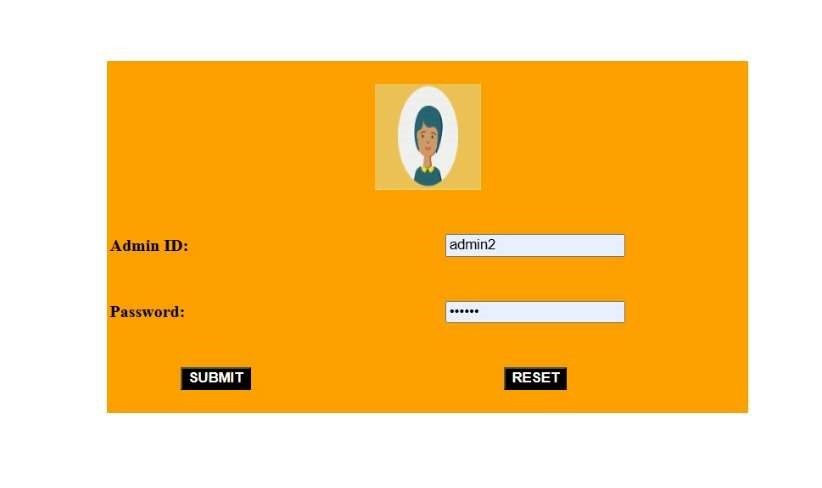 Admin ID: admin2
Password: ••••••
SUBMIT RESET